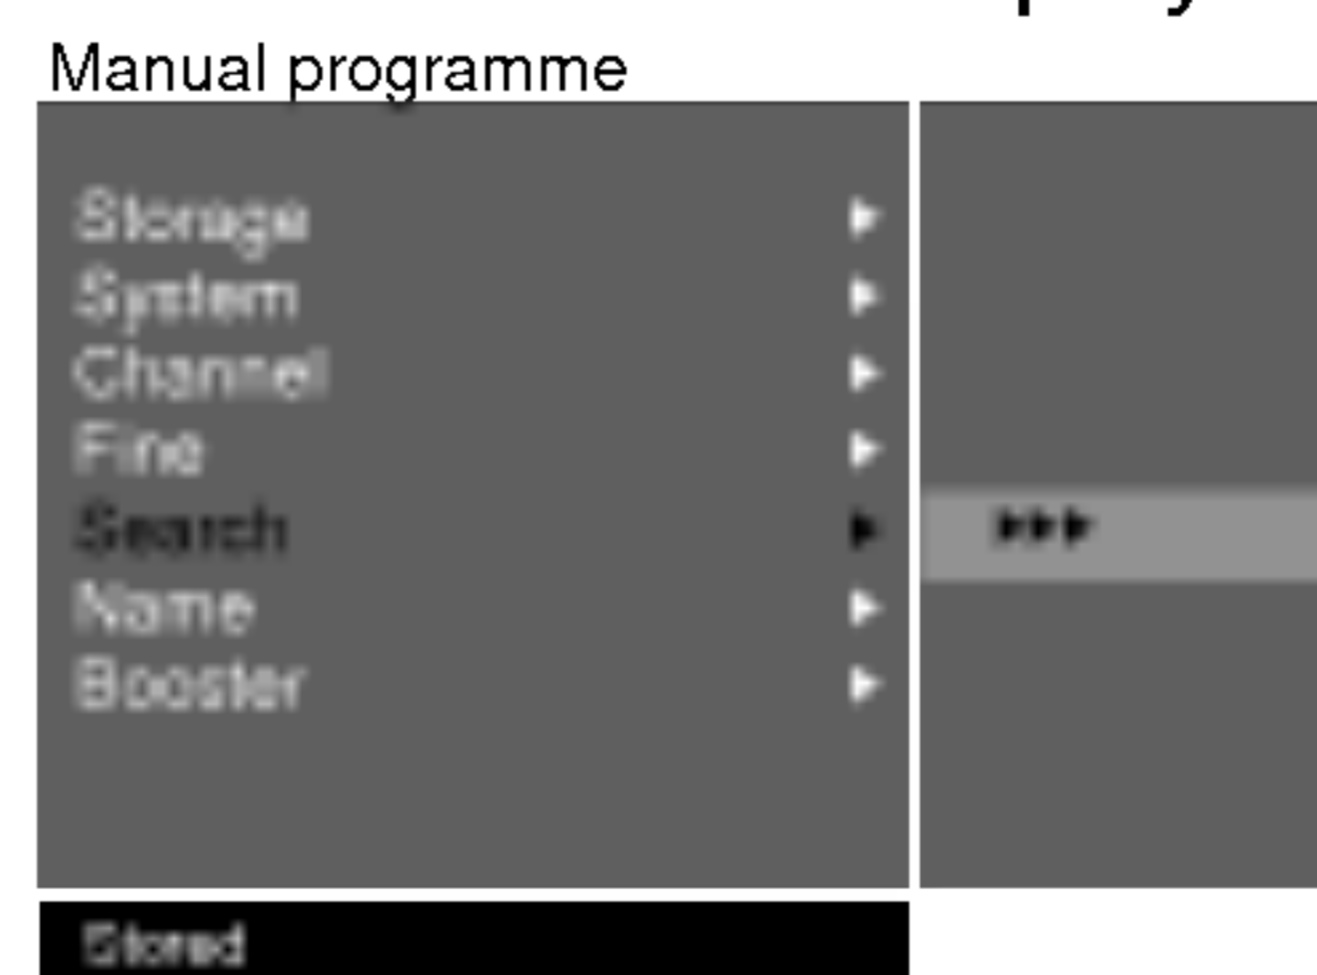 Manual programme
Storage
System
Channel
Fine
Search
Name
Booster
Stored